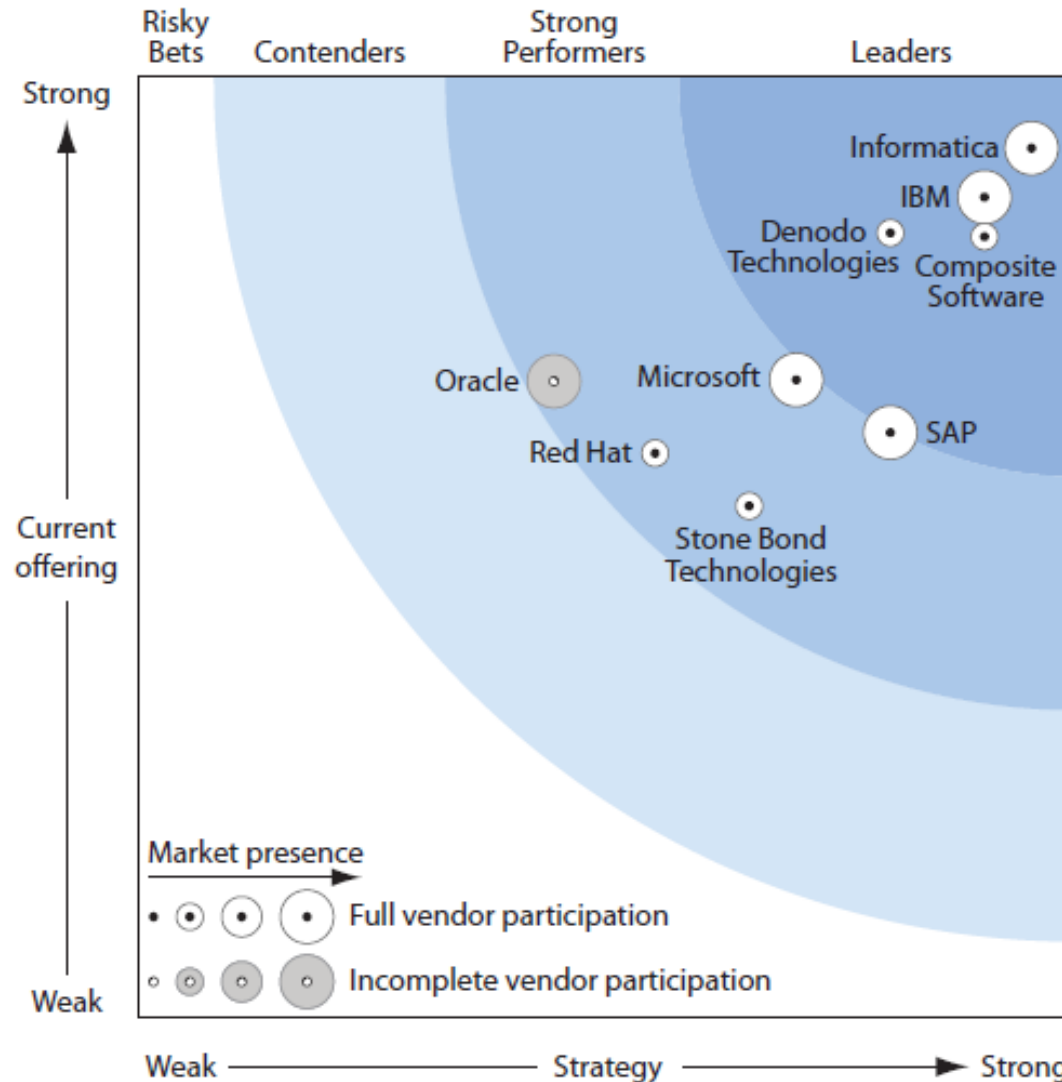 Risky
Bets
Contenders
Strong
Performers
Leaders
Strong
Informatica
IBM
Denodo
Technologies
Composite
Software
Oracle
Microsoft
SAP
Red Hat
Stone Bond
Technologies
Current
offering
Market presence
Full vendor participation
Incomplete vendor participation
Weak
Weak
Strategy
Strong